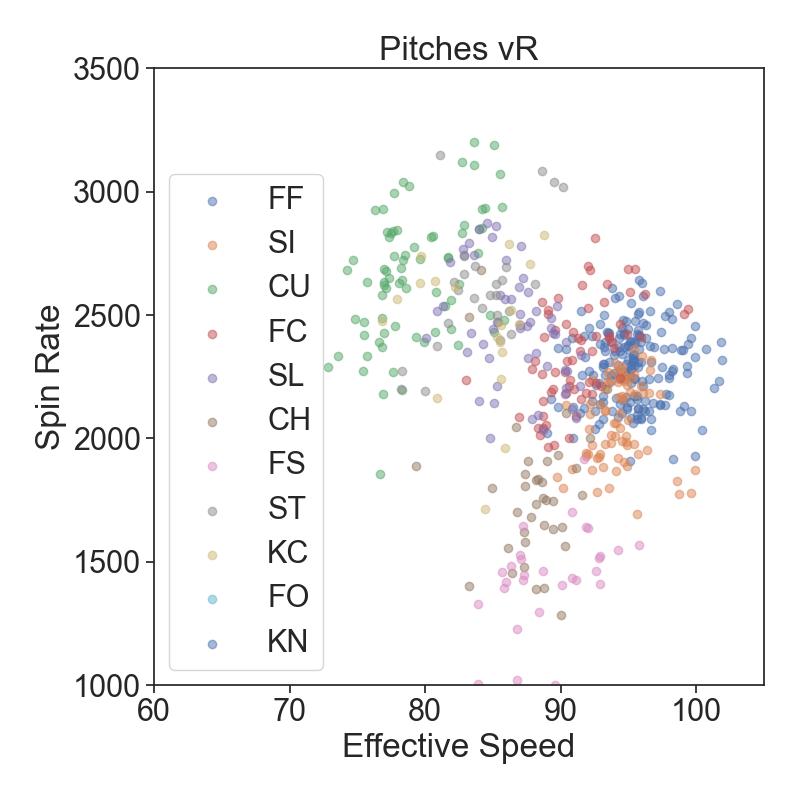 Pitches vR
Spin Rate
3500
3000
2500
2000
1500
1000
FF
SI
CU
FC
SL
CH
FS
ST
KC
FO
KN
60 70 80 90 100
Effective Speed